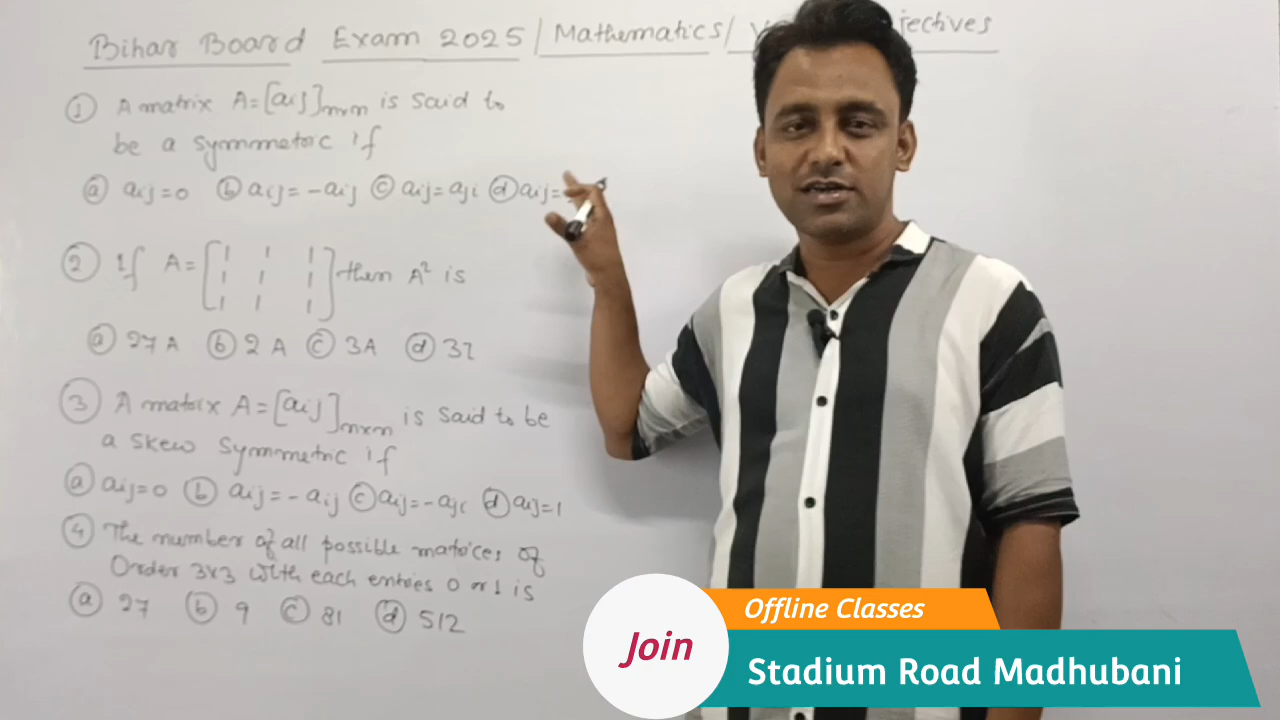 Bihar Board Exam 2025 / Mathematics /
① A matrix A = [aij]m×n is said to
be a symmetric if
ⓐ aij = 0 ⓑ aij = -aij ⓒ aij = aji ⓓ aij =
② If A = [1 1 1
1 1 1
1 1 1] then A² is
ⓐ 27A ⓑ 2A ⓒ 3A ⓓ 3I
③ A matrix A = [aij]m×n is said to be
a skew symmetric if
ⓐ aij = 0 ⓑ aij = -aij ⓒ aij = -aji ⓓ aij = 1
④ The number of all possible matrices of
Order 3×3 with each entries 0 or 1 is
ⓐ 27 ⓑ 9 ⓒ 81 ⓓ 512
Join
Offline Classes
Stadium Road Madhubani